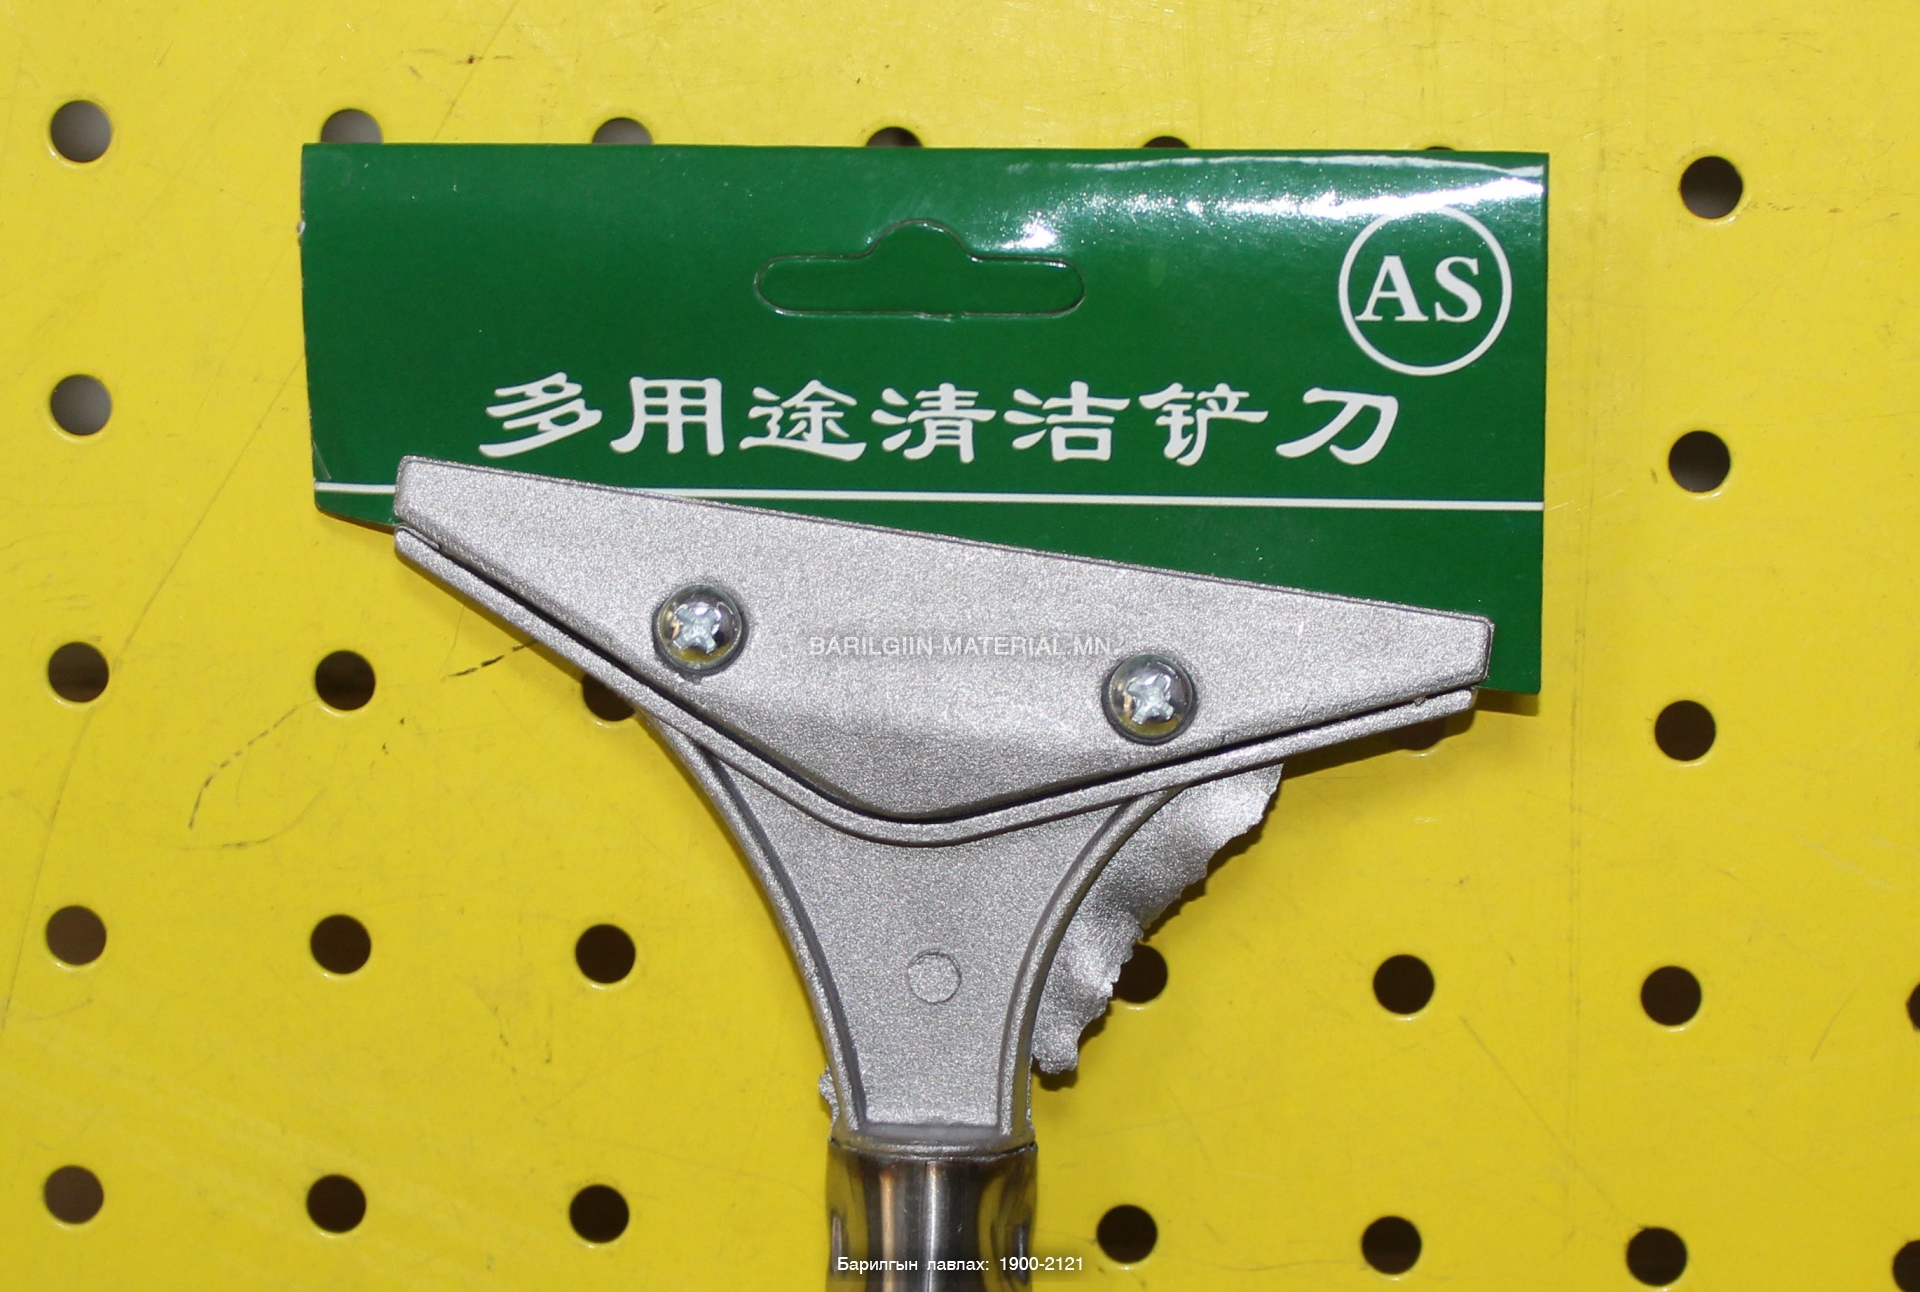 AS
多用途清洁铲刀
BARILGIIN-MATERIAL.MN
Барилгын лавлах: 1900-2121